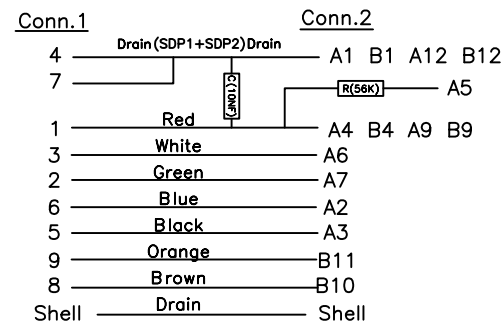 Conn.1 Conn.2
4 Drain(SDP1+SDP2)Drain A1 B1 A12 B12
7
C(10NF) R(56K) A5
1 Red A4 B4 A9 B9
3 White A6
2 Green A7
6 Blue A2
5 Black A3
9 Orange B11
8 Brown B10
Shell Drain Shell